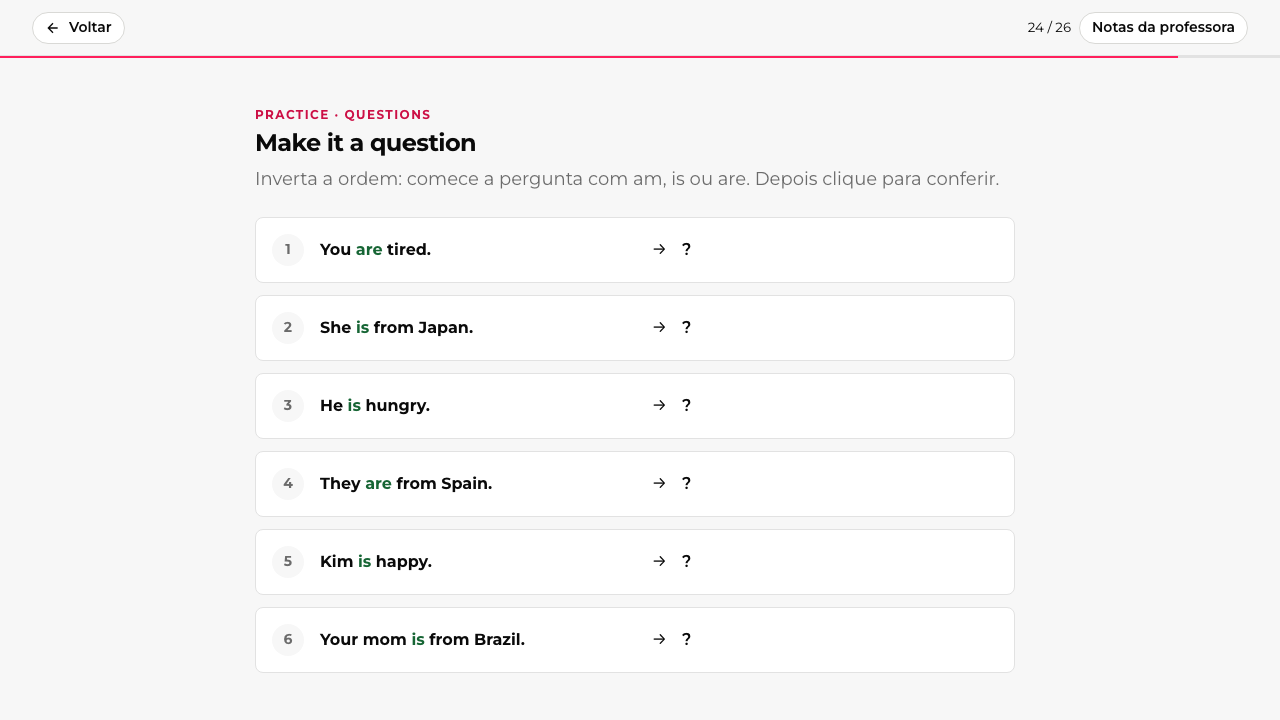 ← Voltar
24 / 26
Notas da professora
PRACTICE · QUESTIONS
Make it a question
Inverta a ordem: comece a pergunta com am, is ou are. Depois clique para conferir.
1 You are tired. → ?
2 She is from Japan. → ?
3 He is hungry. → ?
4 They are from Spain. → ?
5 Kim is happy. → ?
6 Your mom is from Brazil. → ?